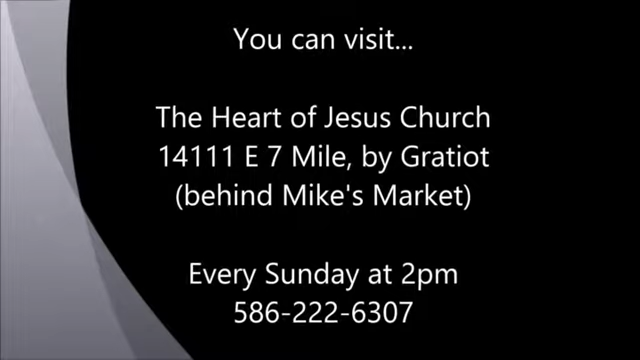 You can visit...
The Heart of Jesus Church
14111 E 7 Mile, by Gratiot
(behind Mike's Market)
Every Sunday at 2pm
586-222-6307